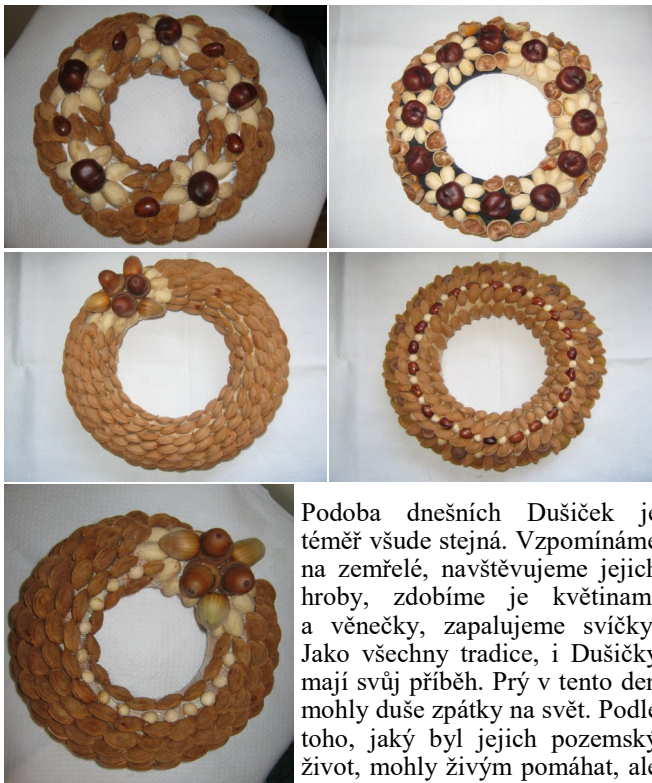 Podoba dnešních Dušiček je
téměř všude stejná. Vzpomínáme
na zemřelé, navštěvujeme jejich
hroby, zdobíme je květinam
a věnečky, zapalujeme svíčky
Jako všechny tradice, i Dušičky
mají svůj příběh. Prý v tento den
mohly duše zpátky na svět. Podle
toho, jaký byl jejich pozemský
život, mohly živým pomáhat, ale